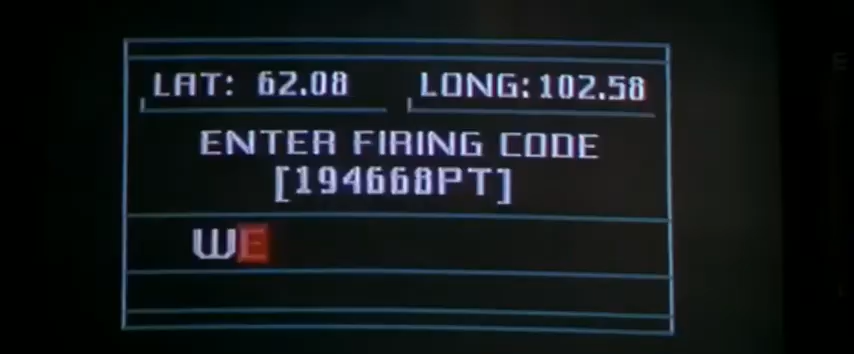 LAT: 62.08 LONG: 102.58
ENTER FIRING CODE
[194668PT]
WE